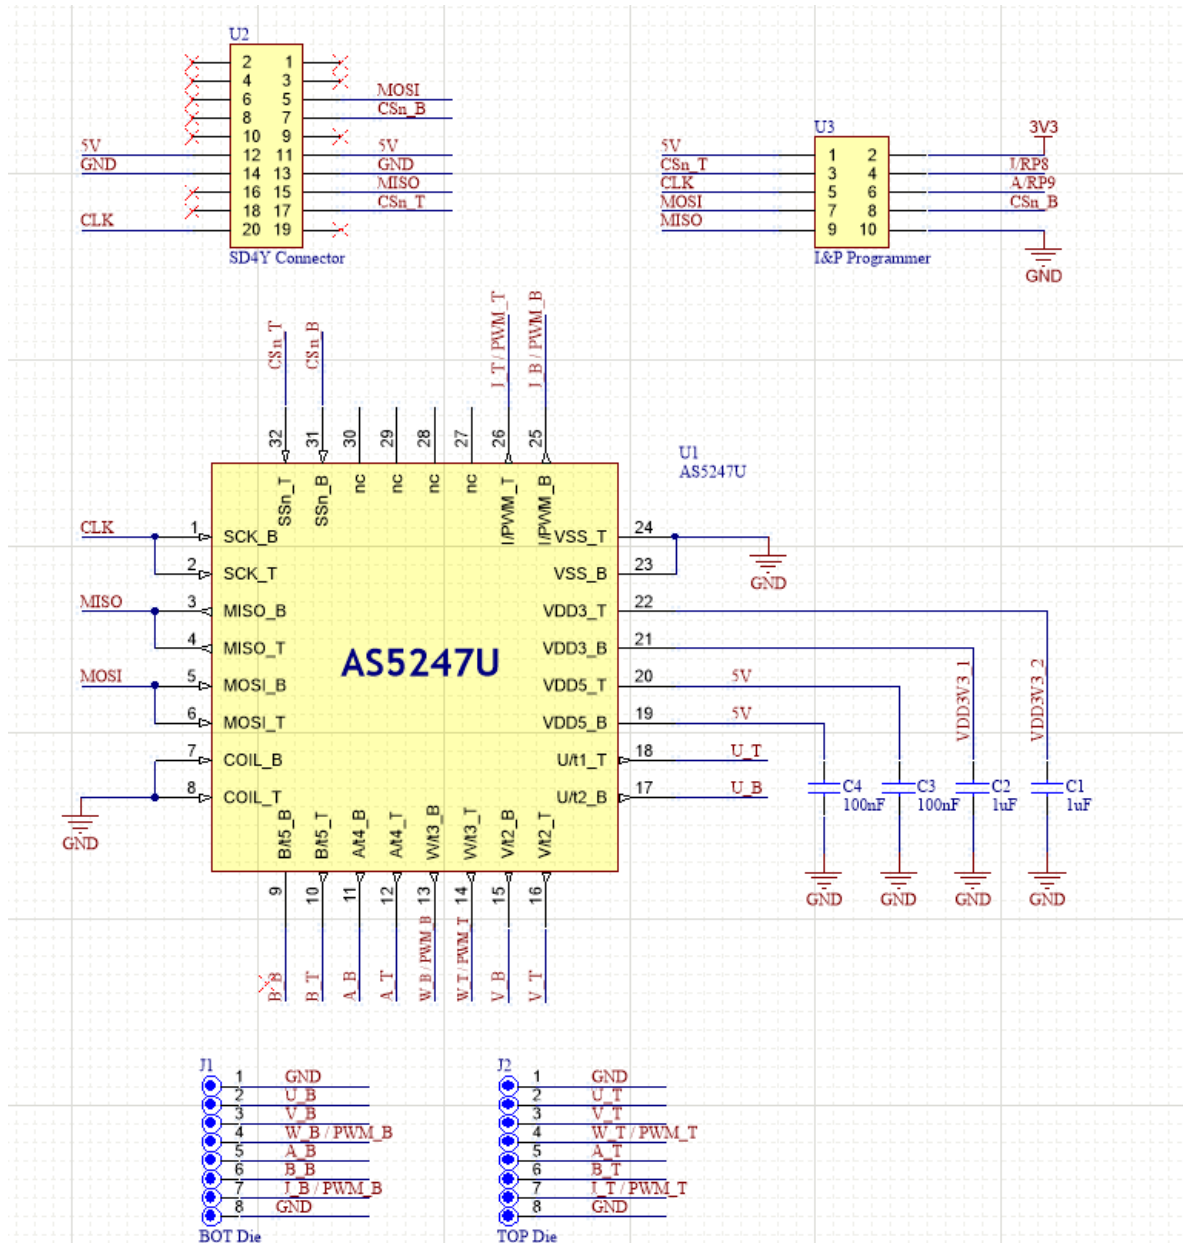 U2
2 1
4 3
6 5 MOSI
8 7 CSn_B
10 9
5V 12 11 5V
GND 14 13 GND
16 15 MISO
18 17 CSn_T
CLK 20 19
SD4Y Connector
U3
3V3
5V 1 2
CSn_T 3 4 I/RP8
CLK 5 6 A/RP9
MOSI 7 8 CSn_B
MISO 9 10
I&P Programmer
GND
CSn_T
CSn_B
I_T / PWM_T
I_B / PWM_B
32 31 30 29 28 27 26 25
SSn_T
SSn_B
nc
nc
nc
nc
I/PWM_T
I/PWM_B
U1
AS5247U
CLK 1 SCK_B
2 SCK_T
MISO 3 MISO_B
4 MISO_T
MOSI 5 MOSI_B
6 MOSI_T
7 COIL_B
8 COIL_T
GND
AS5247U
VSS_T 24
VSS_B 23
GND
VDD3_T 22
VDD3_B 21
VDD5_T 20 5V
VDD5_B 19 5V
U/t1_T 18 U_T
U/t2_B 17 U_B
VDD3V3_1
VDD3V3_2
C4
100nF
C3
100nF
C2
1uF
C1
1uF
GND GND GND GND
B/t5_B
B/t5_T
A/t4_B
A/t4_T
W/t3_B
W/t3_T
V/t2_B
V/t2_T
9 10 11 12 13 14 15 16
B_B
B_T
A_B
A_T
W_B / PWM_B
W_T / PWM_T
V_B
V_T
J1
1 GND
2 U_B
3 V_B
4 W_B / PWM_B
5 A_B
6 B_B
7 I_B / PWM_B
8 GND
BOT Die
J2
1 GND
2 U_T
3 V_T
4 W_T / PWM_T
5 A_T
6 B_T
7 I_T / PWM_T
8 GND
TOP Die